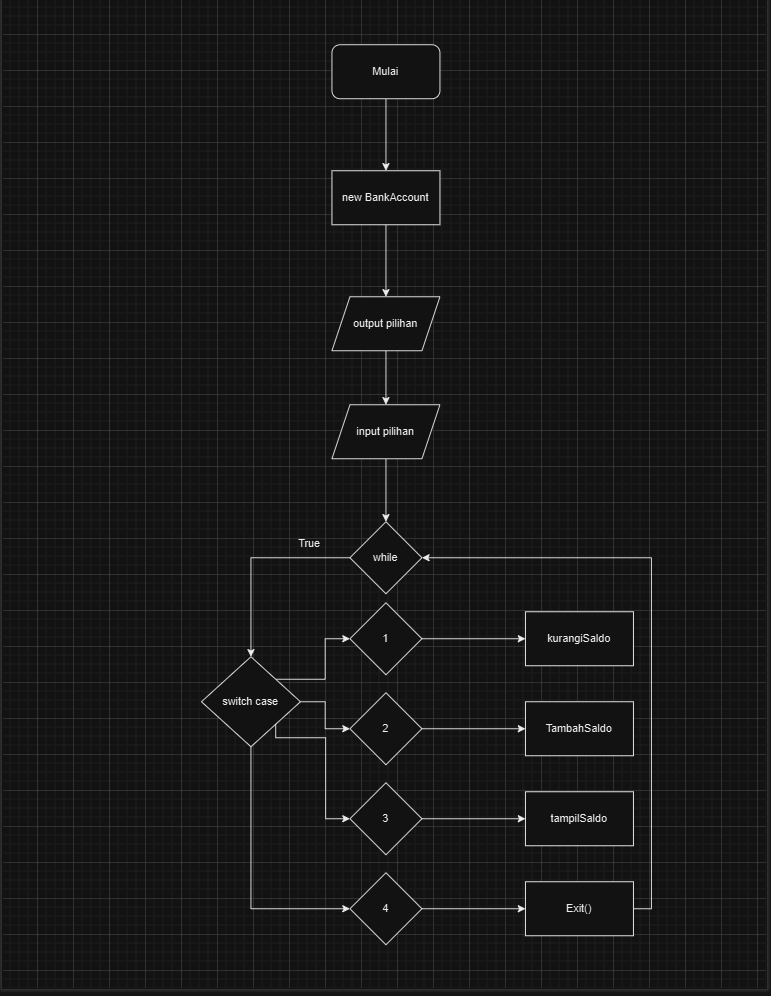 Mulai
new BankAccount
output pilihan
input pilihan
True
while
1
kurangiSaldo
switch case
2
TambahSaldo
3
tampilSaldo
4
Exit()